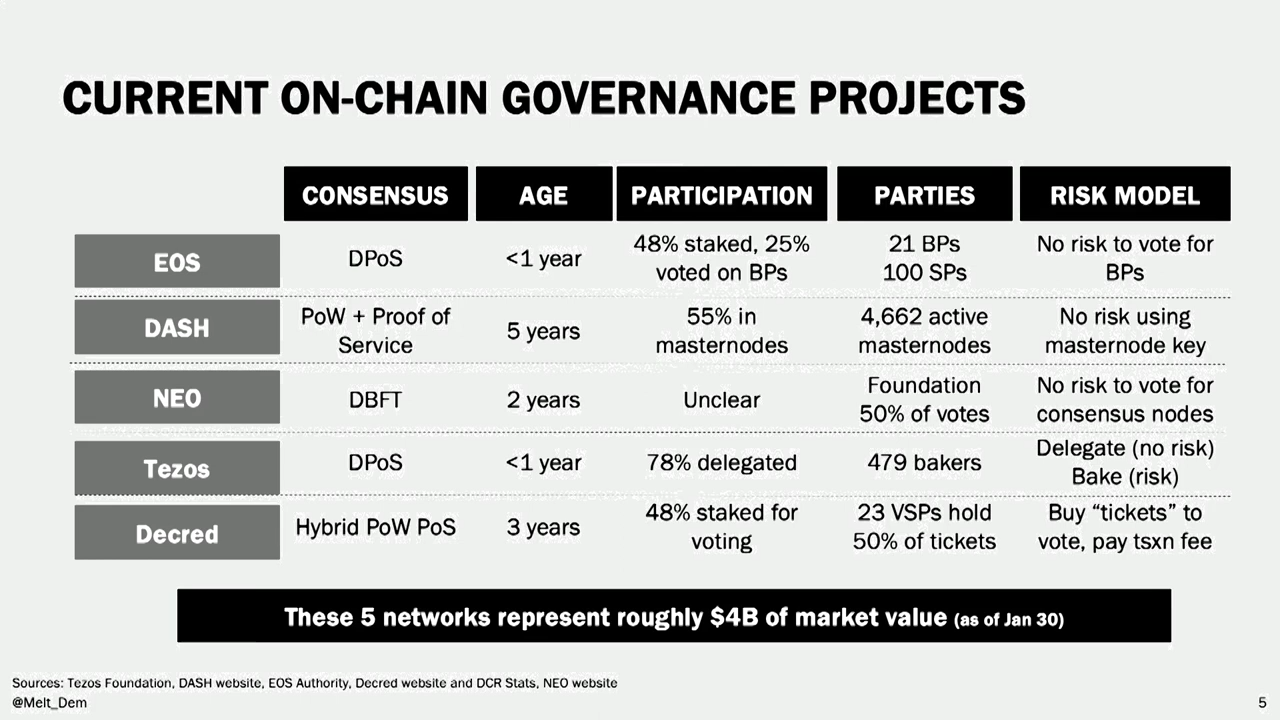 CURRENT ON-CHAIN GOVERNANCE PROJECTS
CONSENSUS AGE PARTICIPATION PARTIES RISK MODEL
EOS DPoS <1 year 48% staked, 25% voted on BPs 21 BPs 100 SPs No risk to vote for BPs
DASH PoW + Proof of Service 5 years 55% in masternodes 4,662 active masternodes No risk using masternode key
NEO DBFT 2 years Unclear Foundation 50% of votes No risk to vote for consensus nodes
Tezos DPoS <1 year 78% delegated 479 bakers Delegate (no risk) Bake (risk)
Decred Hybrid PoW PoS 3 years 48% staked for voting 23 VSPs hold 50% of tickets Buy “tickets” to vote, pay tsxn fee
These 5 networks represent roughly $4B of market value (as of Jan 30)
Sources: Tezos Foundation, DASH website, EOS Authority, Decred website and DCR Stats, NEO website
@Melt_Dem 5